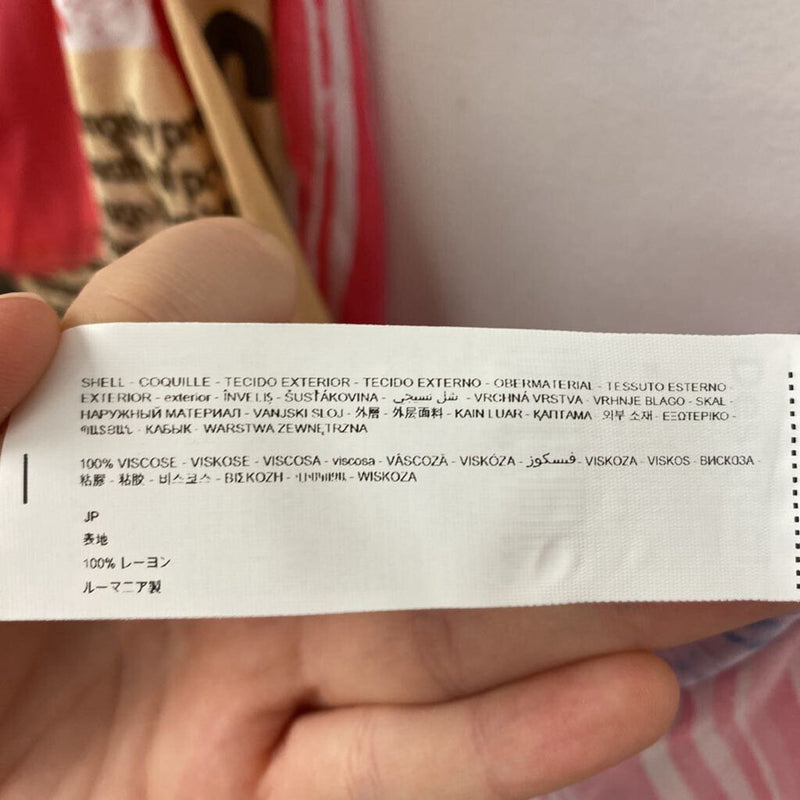 SHELL - COQUILLE - TECIDO EXTERIOR - TECIDO EXTERNO - OBERMATERIAL - TESSUTO ESTERNO -
EXTERIOR - exterior - ÎNVELIŞ - ŠUSTÁKOVINA - شل نسيجي - VRCHNÁ VRSTVA - VRHNJE BLAGO - SKAL -
НАРУЖНЫЙ МАТЕРИАЛ - VANJSKI SLOJ - 外層 - 外层面料 - KAIN LUAR - ҚАПТАМА - 외부 소재 - ΕΞΩΤΕΡΙΚΟ -
- КАБЫК - WARSTWA ZEWNĘTRZNA
100% VISCOSE - VISKOSE - VISCOSA - viscosa - VÂSCOZĂ - VISKÓZA - فسكوز - VISKOZA - VISKOS - ВИСКОЗА -
粘膠 - 粘胶 - 비스코스 - ΒΙΣΚΟΖΗ - - WISKOZA
JP
表地
100% レーヨン
ルーマニア製